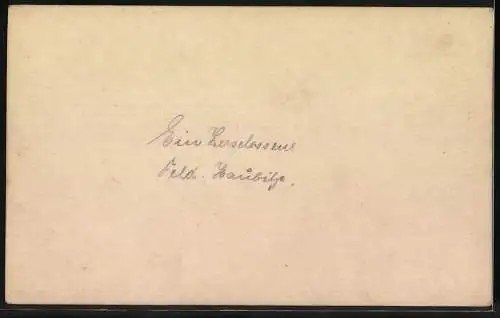 Ein Zerschossene
Feld-Haubitze.